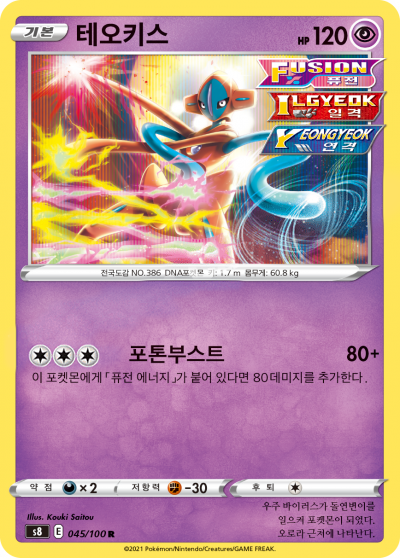 기본 테오키스 HP 120
FUSION
퓨전
ILGYEOK
일격
YEONGYEOK
연격
전국도감 NO.386 DNA포켓몬 키: 1.7 m 몸무게: 60.8 kg
포톤부스트 80+
이 포켓몬에게 「퓨전 에너지」가 붙어 있다면 80데미지를 추가한다.
약점 ×2 저항력 -30 후퇴
Illus. Kouki Saitou
s8 E 045/100 R
우주 바이러스가 돌연변이를
일으켜 포켓몬이 되었다.
오로라 근처에 나타난다.
©2021 Pokémon/Nintendo/Creatures/GAME FREAK.